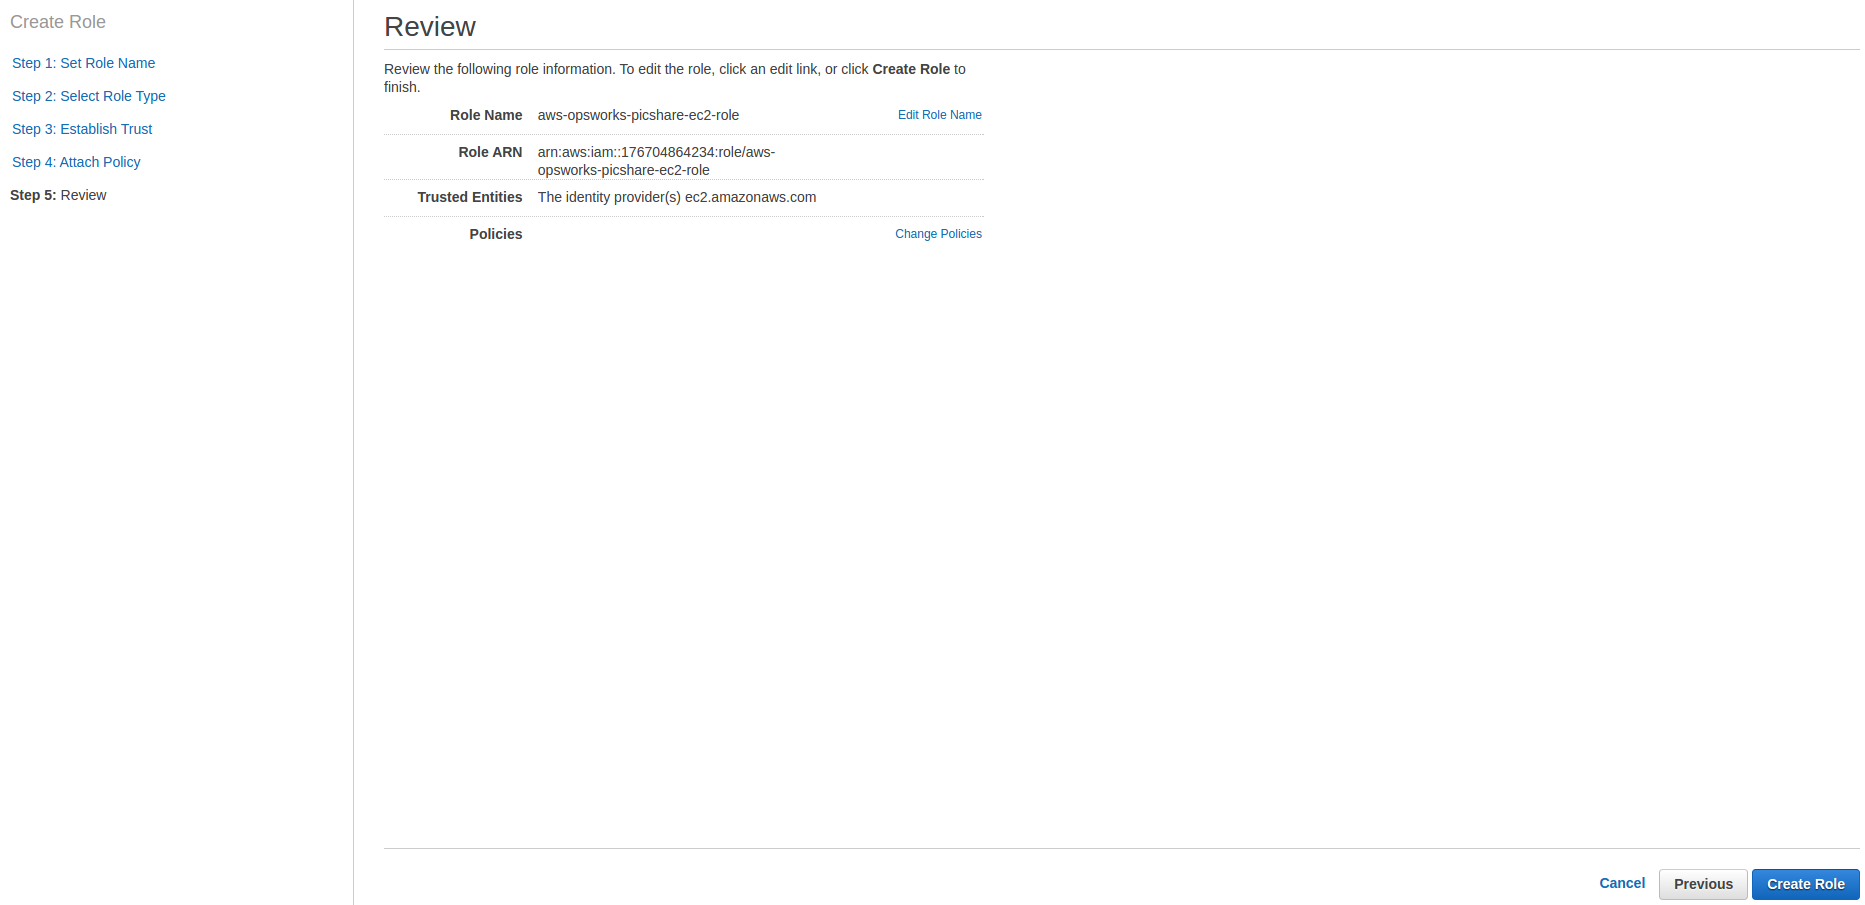 Create Role
Step 1: Set Role Name
Step 2: Select Role Type
Step 3: Establish Trust
Step 4: Attach Policy
Step 5: Review
Review
Review the following role information. To edit the role, click an edit link, or click Create Role to
finish.
Role Name aws-opsworks-picshare-ec2-role Edit Role Name
Role ARN arn:aws:iam::176704864234:role/aws-
opsworks-picshare-ec2-role
Trusted Entities The identity provider(s) ec2.amazonaws.com
Policies Change Policies
Cancel Previous Create Role